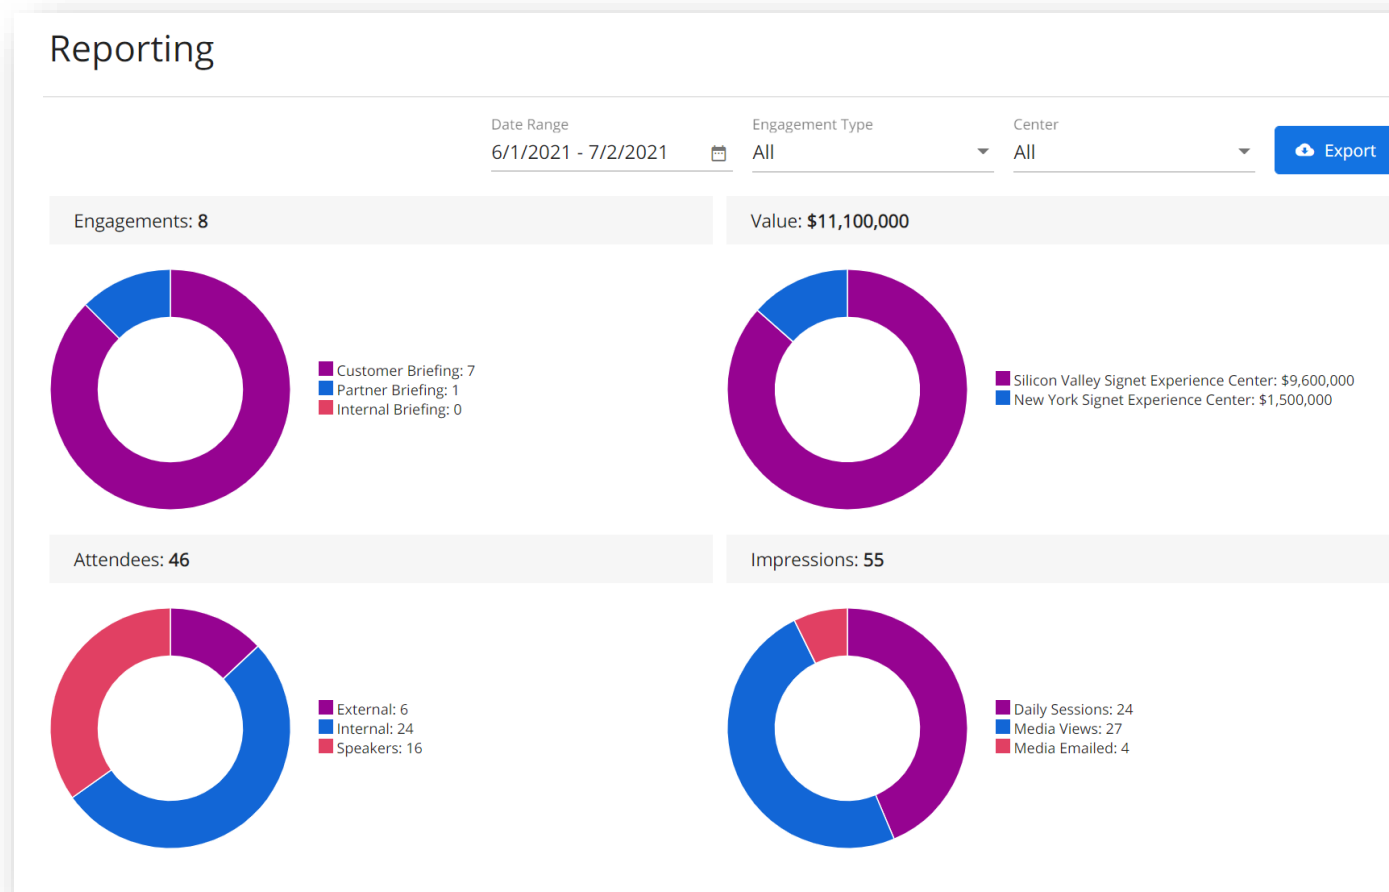 Reporting
Date Range
6/1/2021 - 7/2/2021
Engagement Type
All
Center
All
Export
Engagements: 8
Customer Briefing: 7
Partner Briefing: 1
Internal Briefing: 0
Value: $11,100,000
Silicon Valley Signet Experience Center: $9,600,000
New York Signet Experience Center: $1,500,000
Attendees: 46
External: 6
Internal: 24
Speakers: 16
Impressions: 55
Daily Sessions: 24
Media Views: 27
Media Emailed: 4